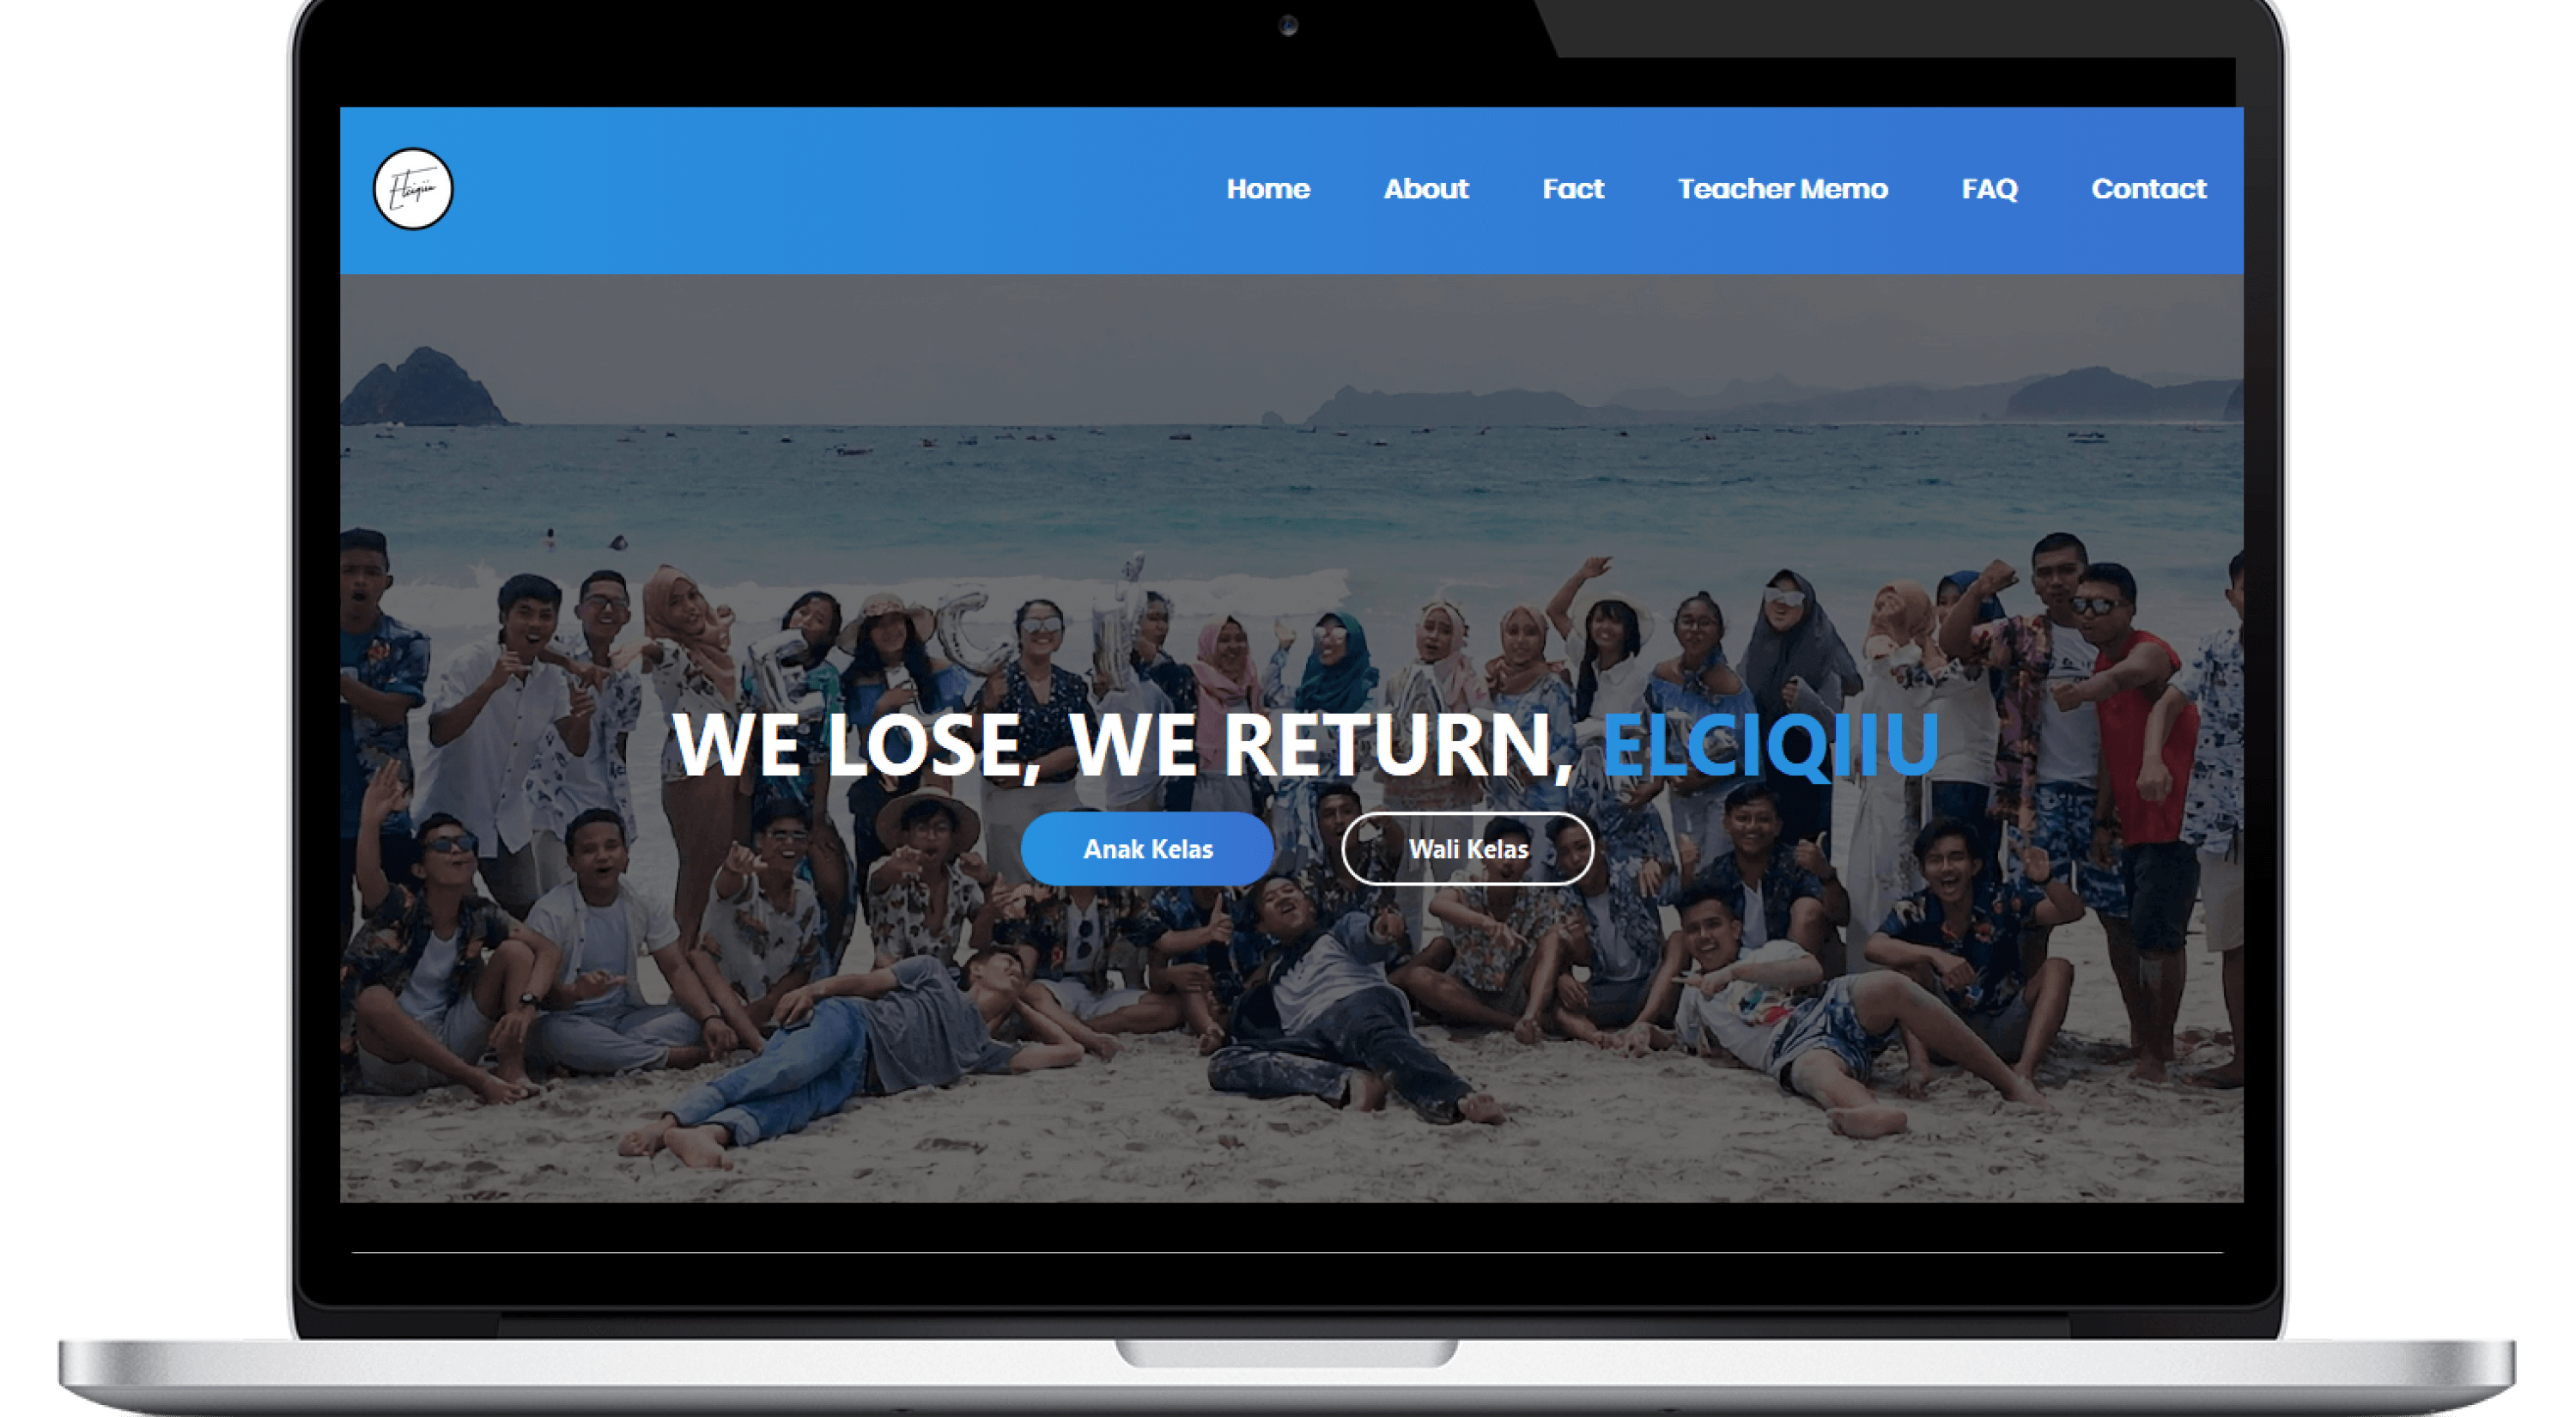 Elciqiiu
Home About Fact Teacher Memo FAQ Contact
WE LOSE, WE RETURN, ELCIQIIU
Anak Kelas Wali Kelas